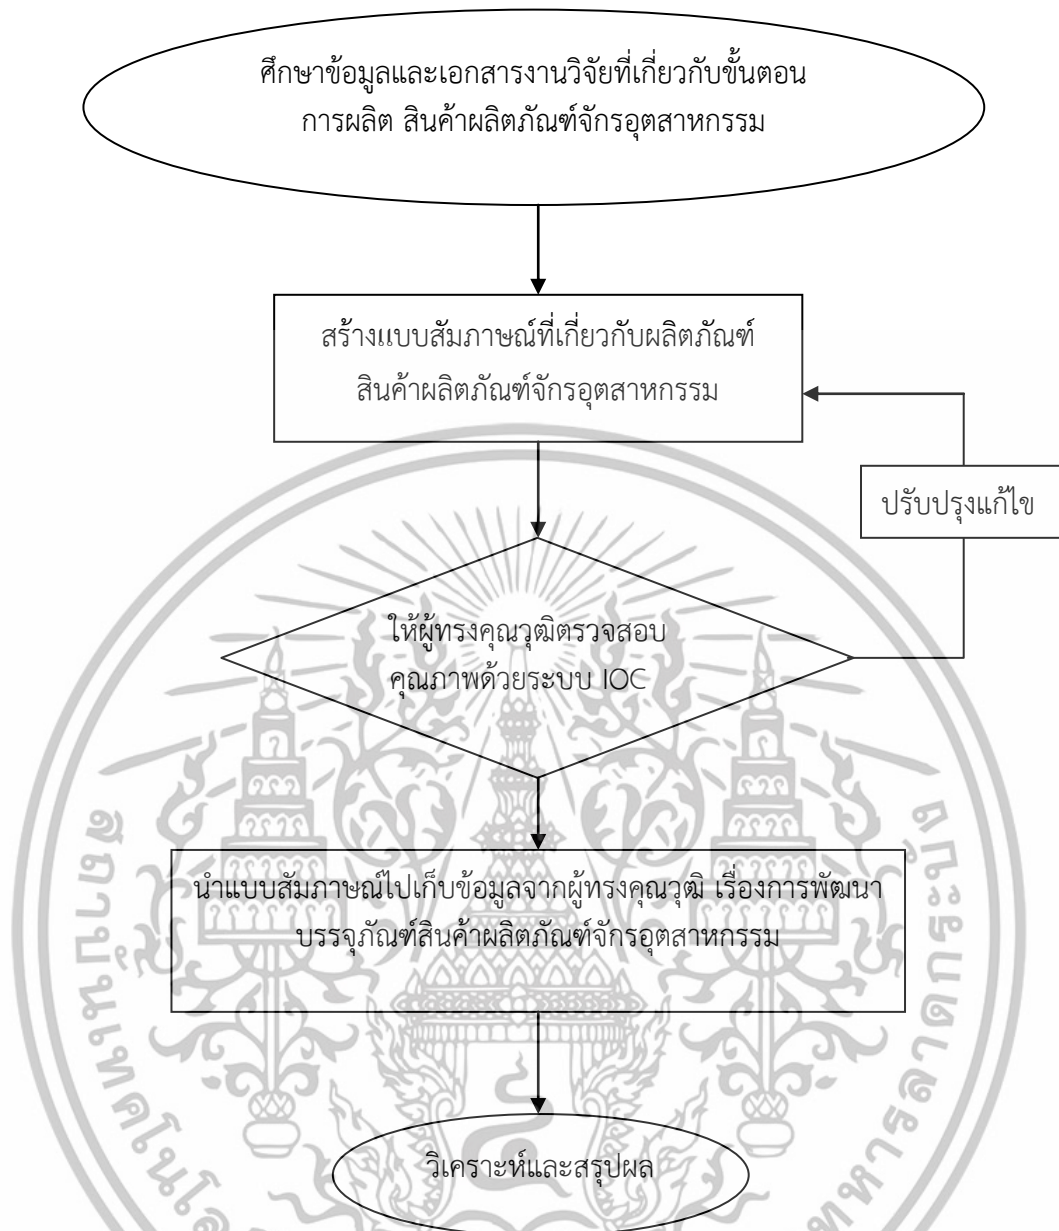 ศึกษาข้อมูลและเอกสารงานวิจัยที่เกี่ยวกับขั้นตอน
การผลิต สินค้าผลิตภัณฑ์จักรอุตสาหกรรม
สร้างแบบสัมภาษณ์ที่เกี่ยวกับผลิตภัณฑ์
สินค้าผลิตภัณฑ์จักรอุตสาหกรรม
ปรับปรุงแก้ไข
ให้ผู้ทรงคุณวุฒิตรวจสอบ
คุณภาพด้วยระบบ IOC
นำแบบสัมภาษณ์ไปเก็บข้อมูลจากผู้ทรงคุณวุฒิ เรื่องการพัฒนา
บรรจุภัณฑ์สินค้าผลิตภัณฑ์จักรอุตสาหกรรม
วิเคราะห์และสรุปผล